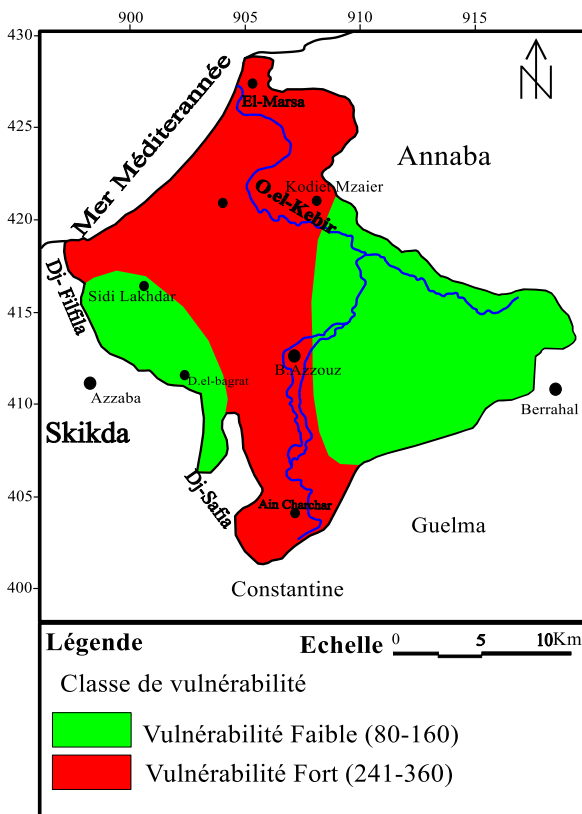 900 905 910 915
430
425
420
415
410
405
400
N
Mer Méditerannée
El-Marsa
Annaba
Kodiet Mzaier
O.el-Kebir
Dj-Filfila
Sidi Lakhdar
D.el-bagrat
B.Azzouz
Azzaba
Berrahal
Skikda
Dj-Safia
Ain Charchar
Guelma
Constantine
Légende
Echelle 0 5 10Km
Classe de vulnérabilité
Vulnérabilité Faible (80-160)
Vulnérabilité Fort (241-360)